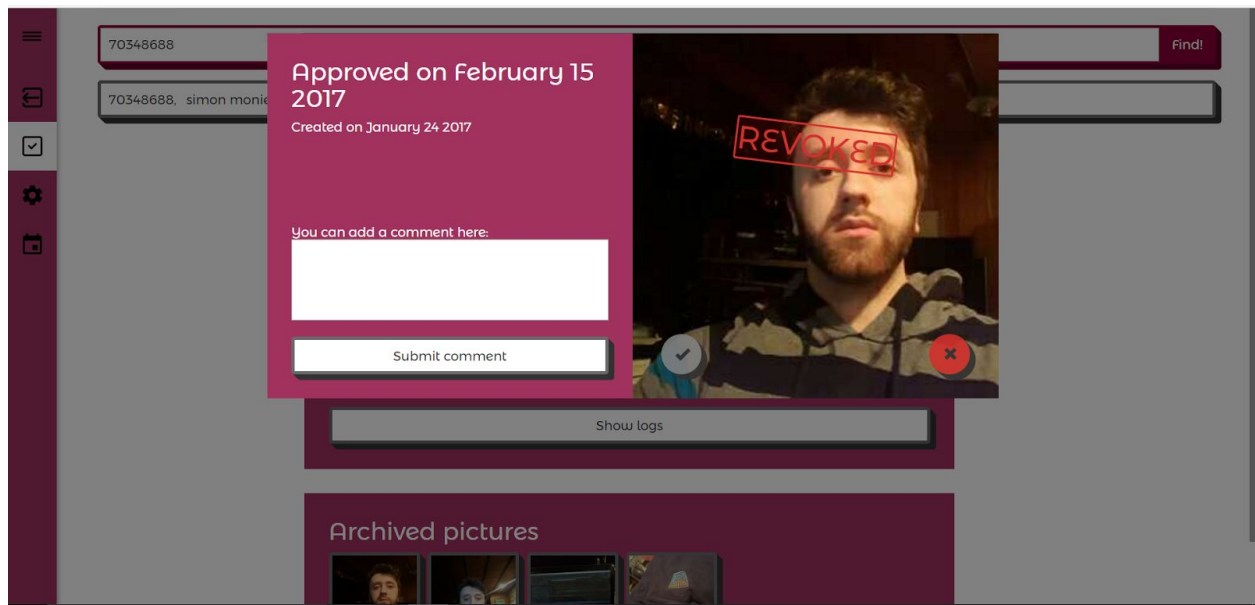 70348688
Find!
70348688, simon monie
Approved on February 15
2017
Created on January 24 2017
REVOKED
You can add a comment here:
Submit comment
Show logs
Archived pictures